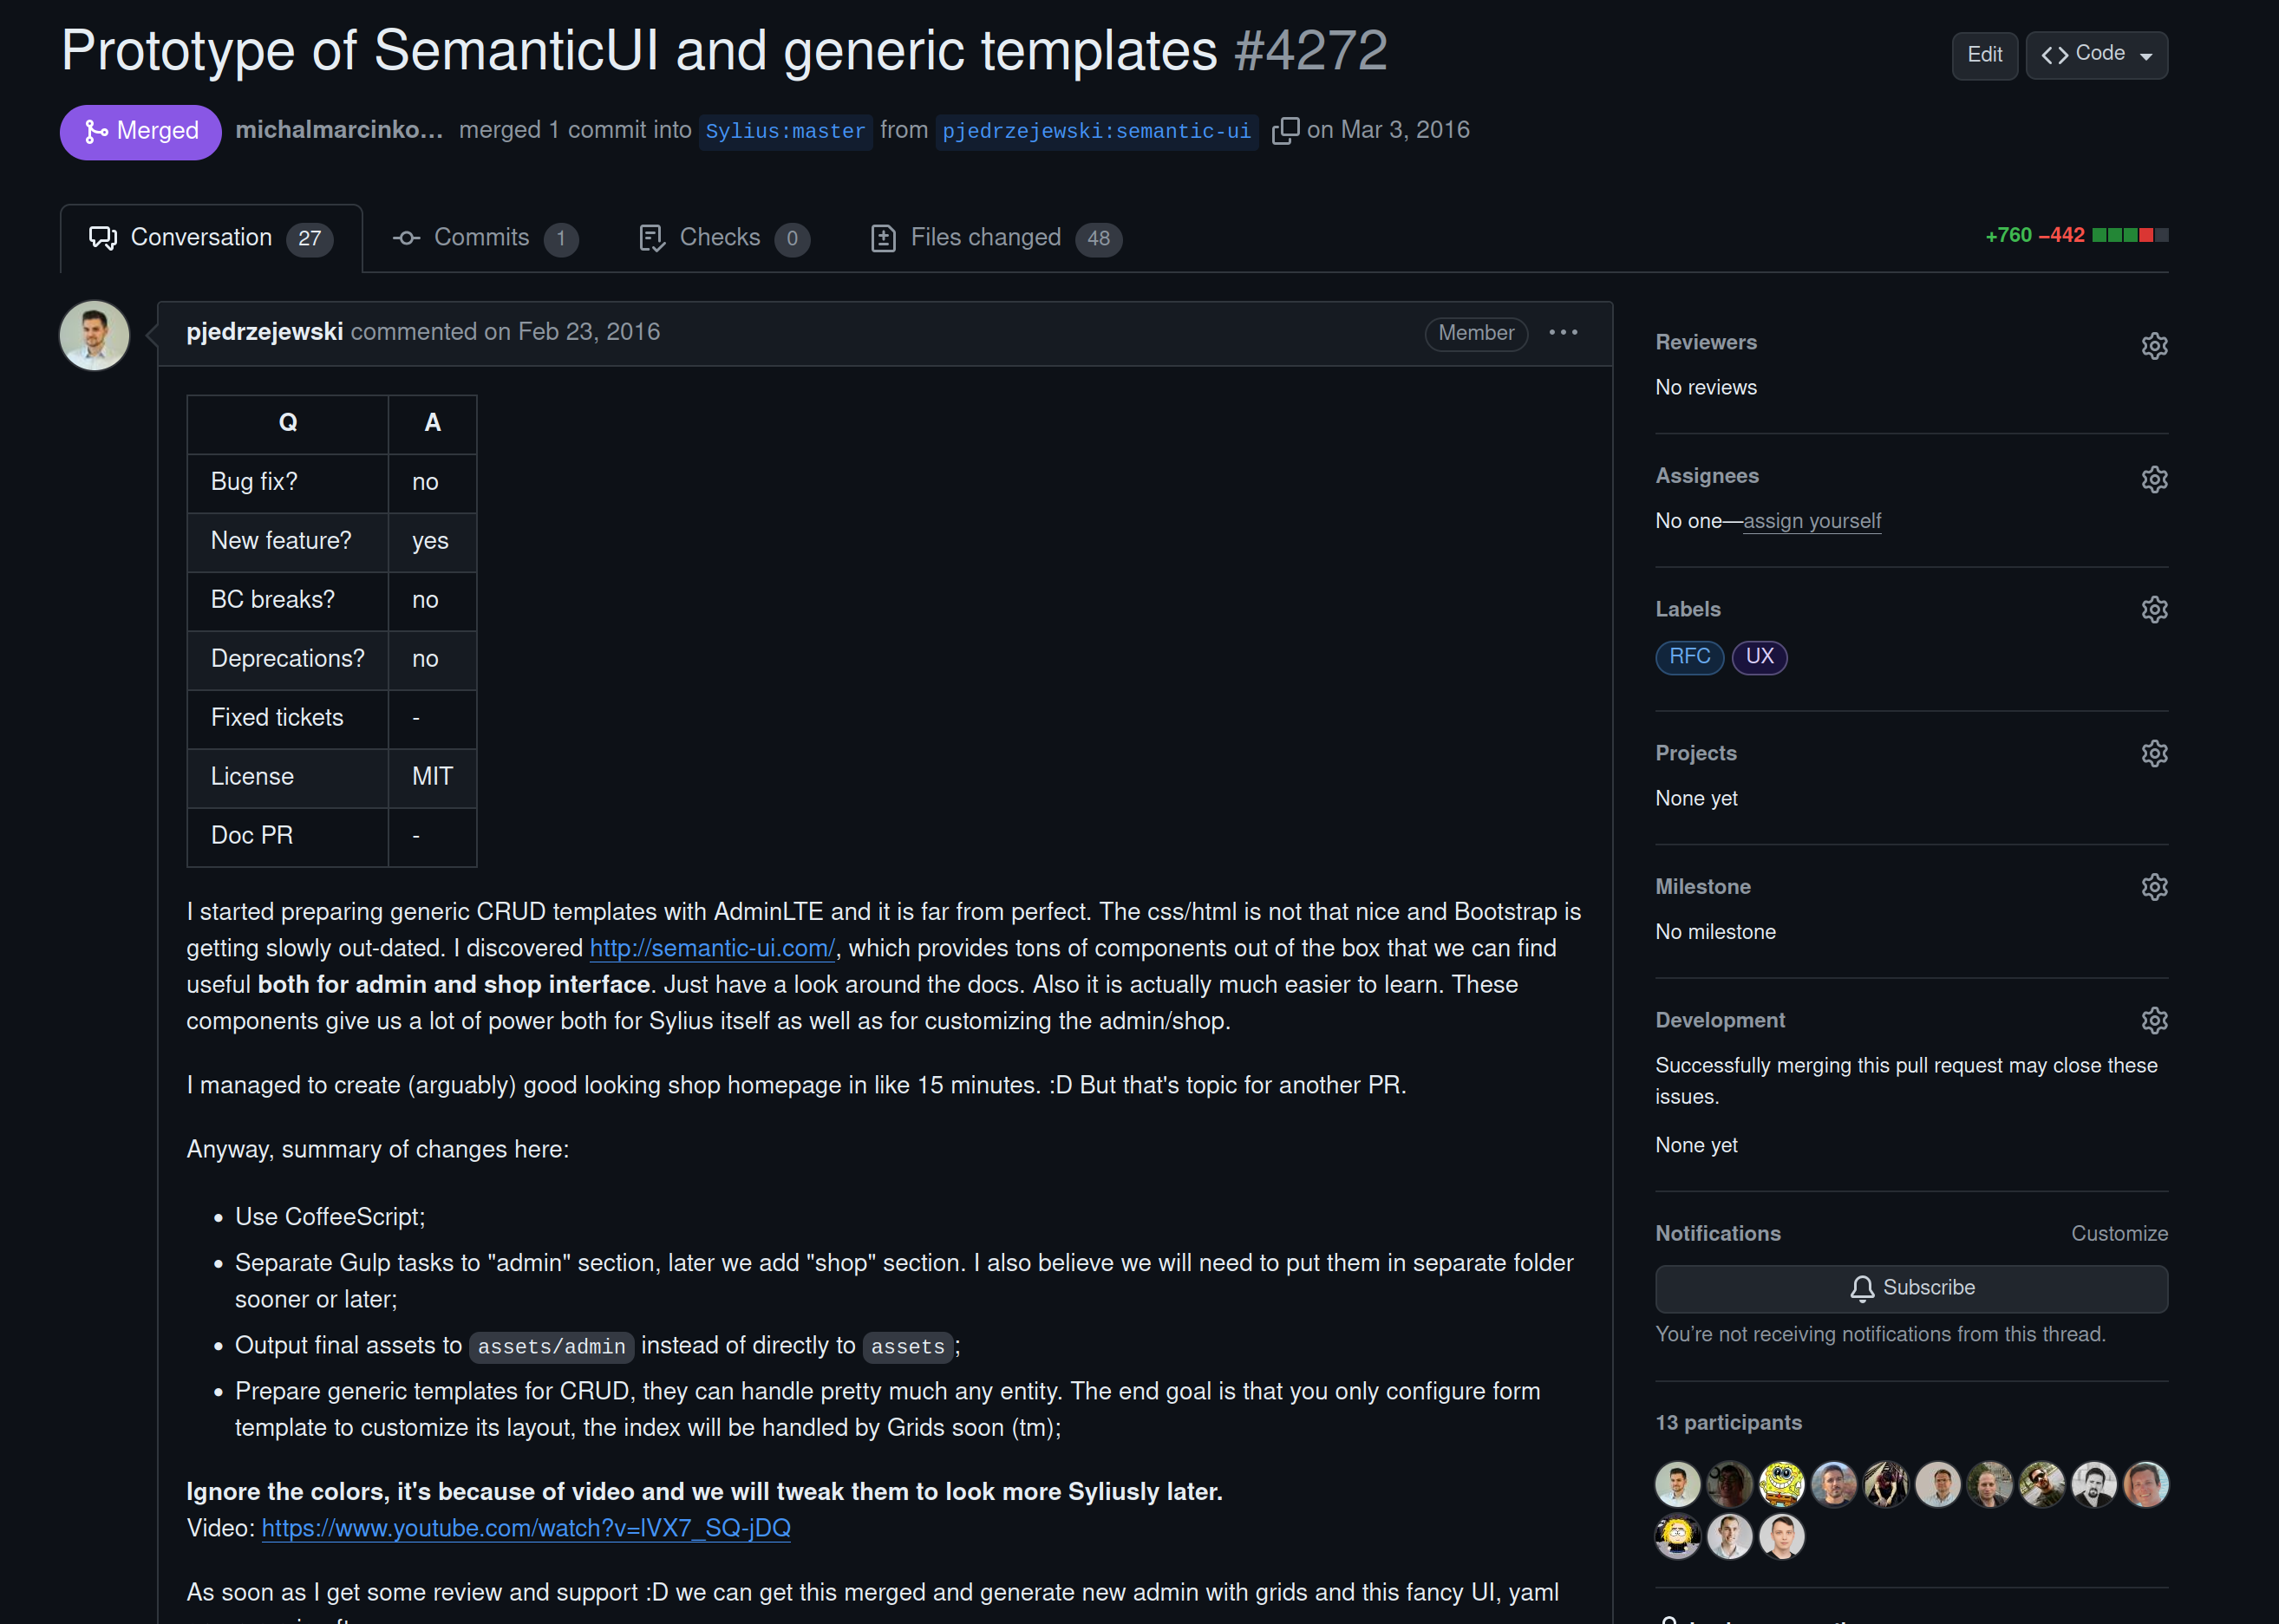 Prototype of SemanticUI and generic templates #4272
Edit
Code
Merged
michalmarcinko… merged 1 commit into Sylius:master from pjedrzejewski:semantic-ui on Mar 3, 2016
Conversation 27
Commits 1
Checks 0
Files changed 48
+760 −442
pjedrzejewski commented on Feb 23, 2016
Member
Q A
Bug fix? no
New feature? yes
BC breaks? no
Deprecations? no
Fixed tickets -
License MIT
Doc PR -
I started preparing generic CRUD templates with AdminLTE and it is far from perfect. The css/html is not that nice and Bootstrap is
getting slowly out-dated. I discovered http://semantic-ui.com/, which provides tons of components out of the box that we can find
useful both for admin and shop interface. Just have a look around the docs. Also it is actually much easier to learn. These
components give us a lot of power both for Sylius itself as well as for customizing the admin/shop.
I managed to create (arguably) good looking shop homepage in like 15 minutes. :D But that's topic for another PR.
Anyway, summary of changes here:
• Use CoffeeScript;
• Separate Gulp tasks to "admin" section, later we add "shop" section. I also believe we will need to put them in separate folder
sooner or later;
• Output final assets to assets/admin instead of directly to assets;
• Prepare generic templates for CRUD, they can handle pretty much any entity. The end goal is that you only configure form
template to customize its layout, the index will be handled by Grids soon (tm);
Ignore the colors, it's because of video and we will tweak them to look more Syliusly later.
Video: https://www.youtube.com/watch?v=lVX7_SQ-jDQ
As soon as I get some review and support :D we can get this merged and generate new admin with grids and this fancy UI, yaml
Reviewers
No reviews
Assignees
No one—assign yourself
Labels
RFC UX
Projects
None yet
Milestone
No milestone
Development
Successfully merging this pull request may close these
issues.
None yet
Notifications
Customize
Subscribe
You're not receiving notifications from this thread.
13 participants